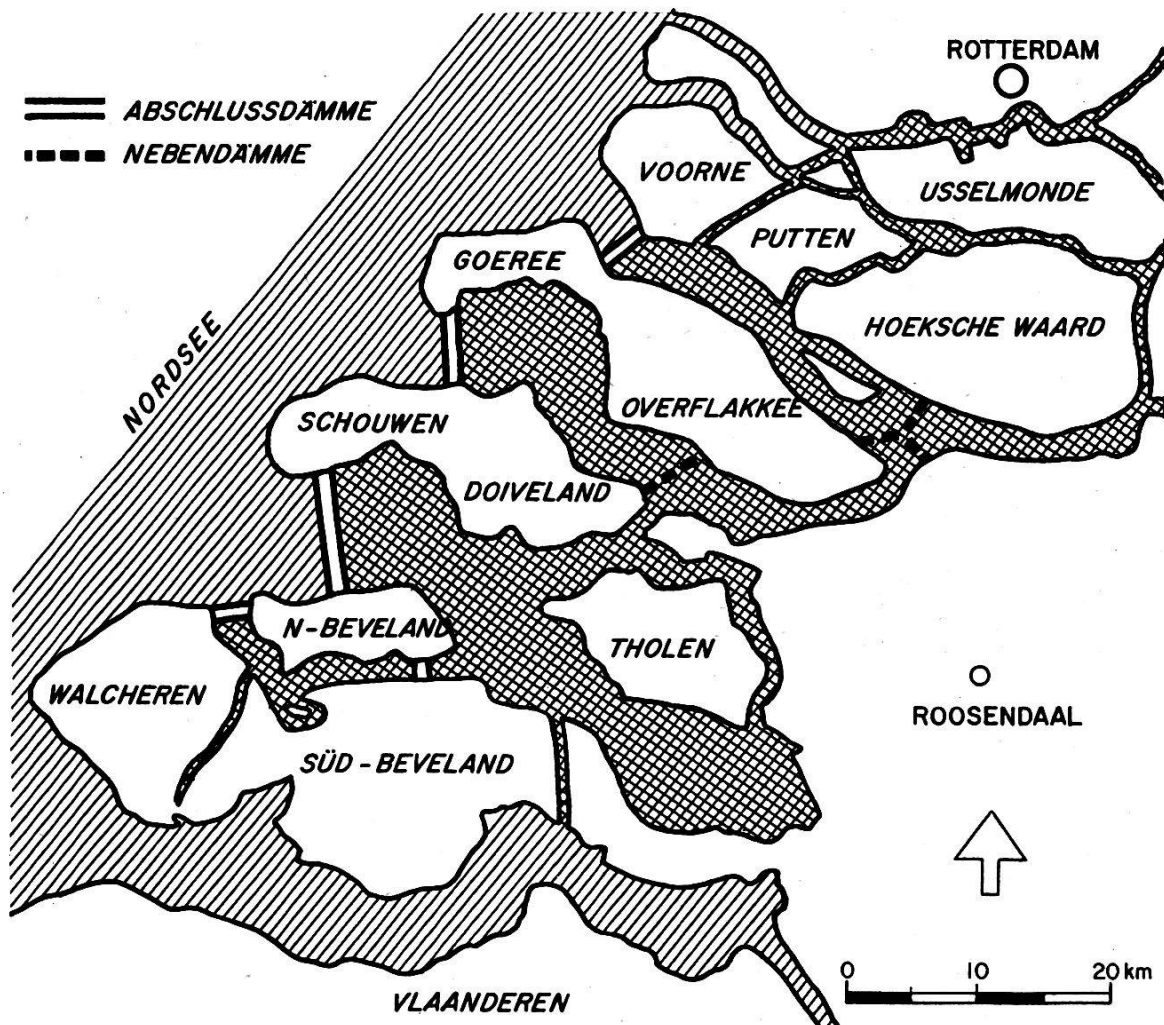 ROTTERDAM
ABSCHLUSSDÄMME
NEBENDÄMME
VOORNE
USSELMONDE
PUTTEN
GOEREE
HOEKSCHE WAARD
NORDSEE
OVERFLAKKEE
SCHOUWEN
DOIVELAND
N-BEVELAND
THOLEN
WALCHEREN
ROOSENDAAL
SÜD-BEVELAND
0 10 20 km
VLAANDEREN